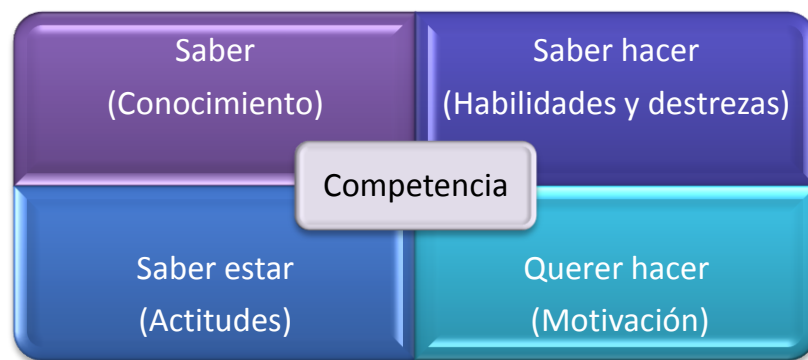 Saber
(Conocimiento)
Saber hacer
(Habilidades y destrezas)
Competencia
Saber estar
(Actitudes)
Querer hacer
(Motivación)